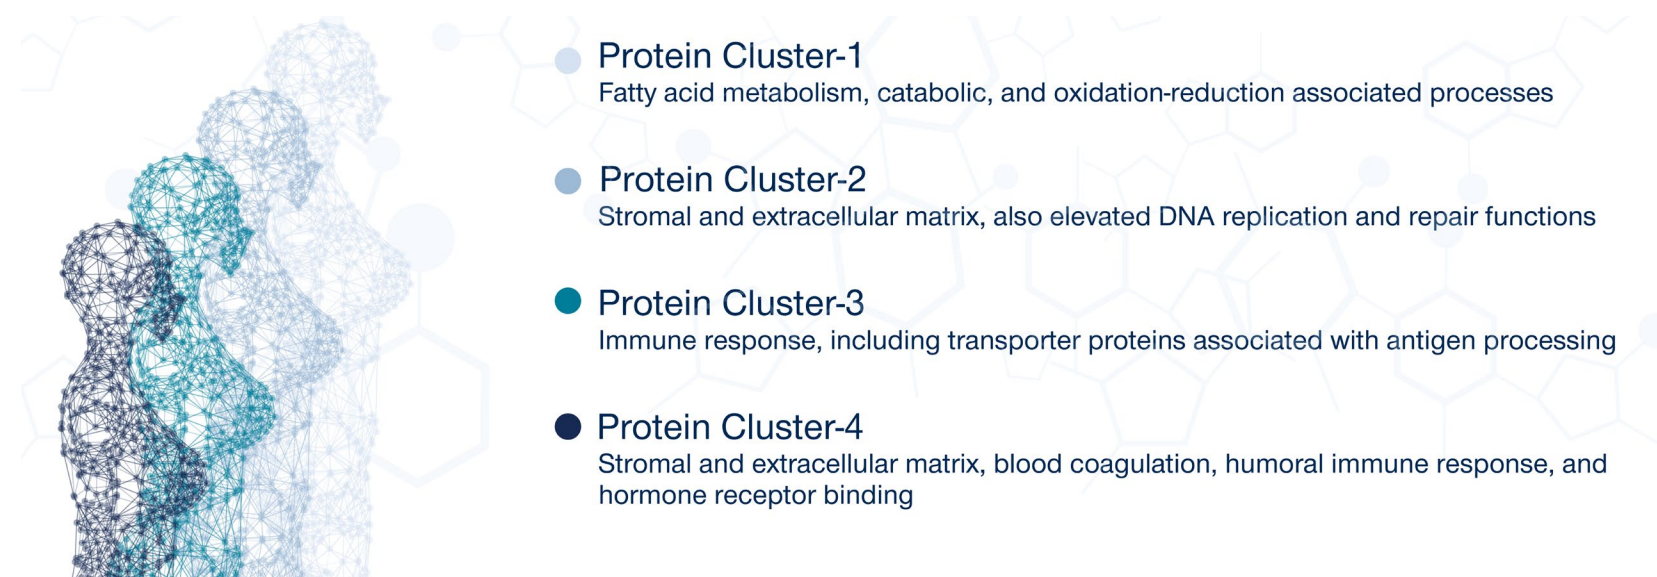 Protein Cluster-1
Fatty acid metabolism, catabolic, and oxidation-reduction associated processes
Protein Cluster-2
Stromal and extracellular matrix, also elevated DNA replication and repair functions
Protein Cluster-3
Immune response, including transporter proteins associated with antigen processing
Protein Cluster-4
Stromal and extracellular matrix, blood coagulation, humoral immune response, and
hormone receptor binding